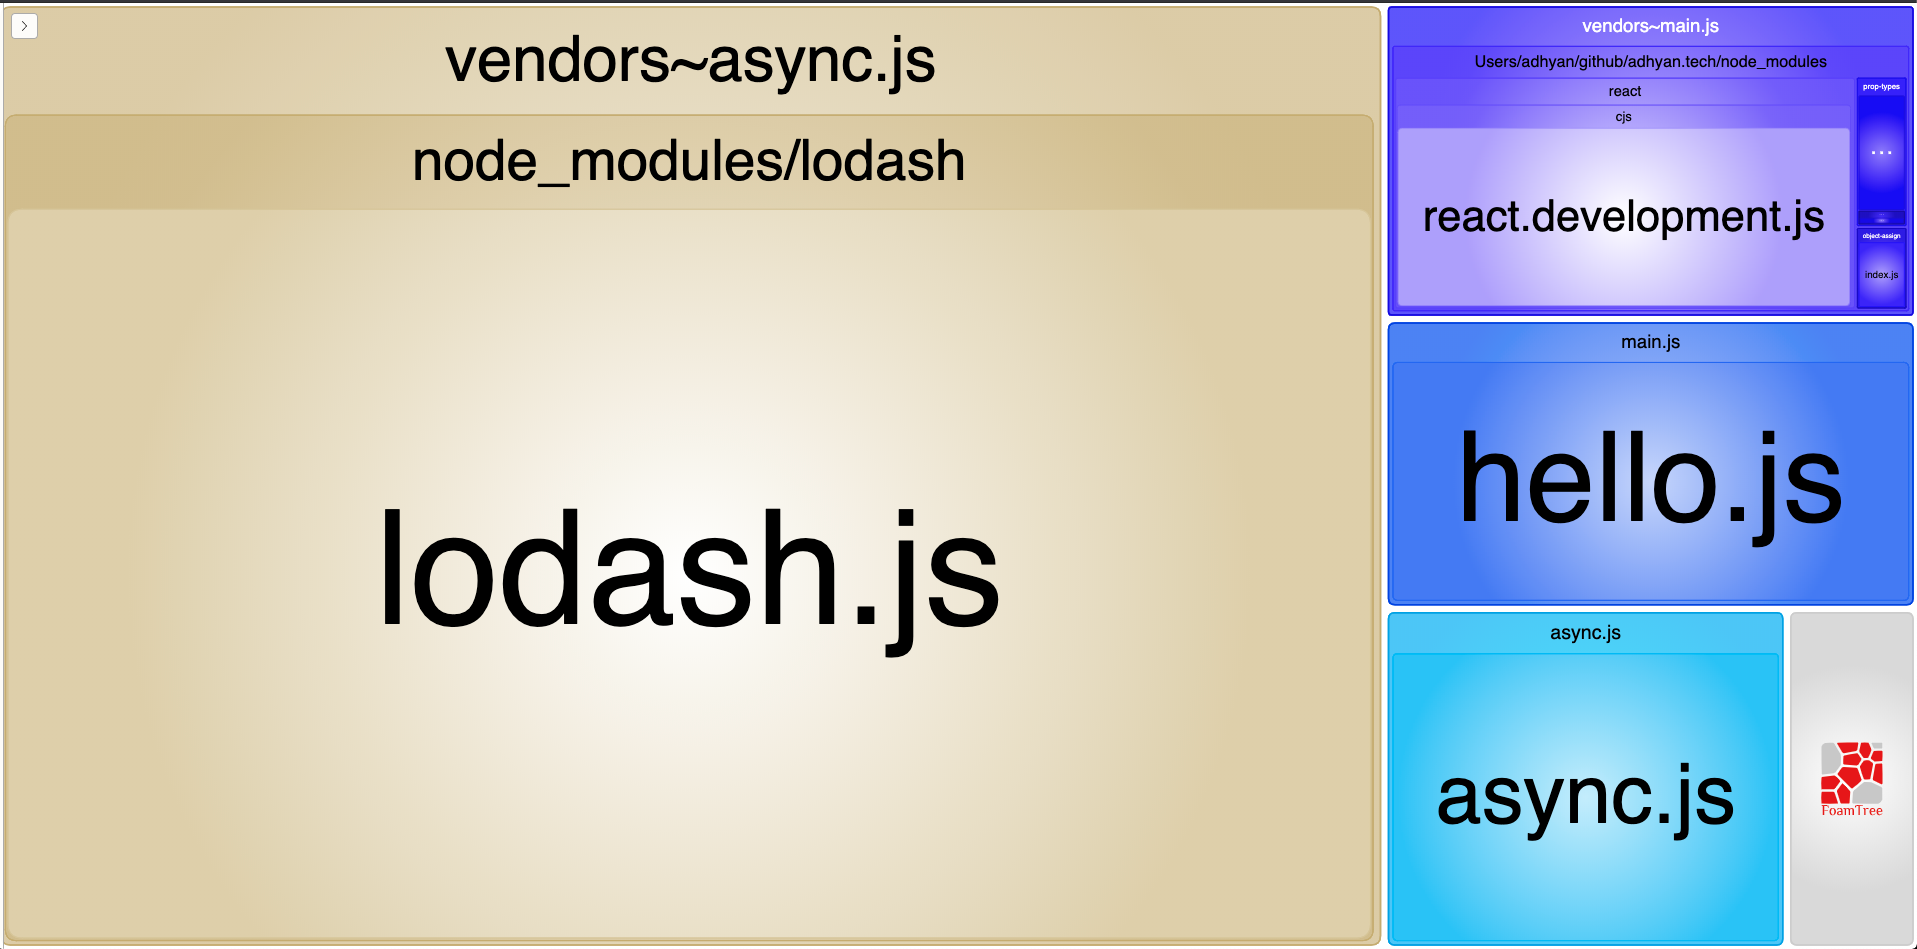 vendors~async.js
node_modules/lodash
lodash.js
vendors~main.js
Users/adhyan/github/adhyan.tech/node_modules
react
cjs
react.development.js
prop-types
...
object-assign
index.js
main.js
hello.js
async.js
async.js
FoamTree